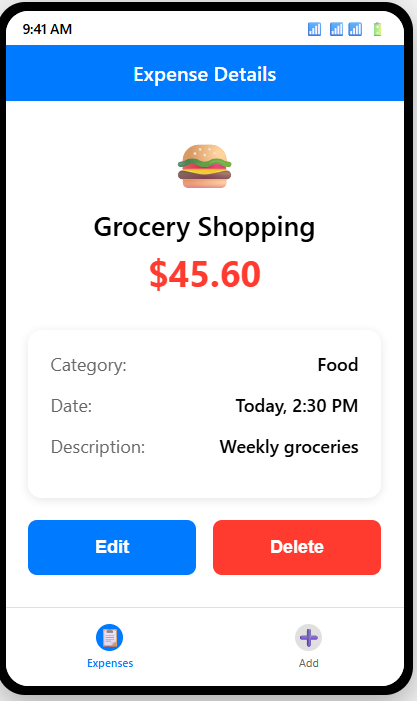 9:41 AM
Expense Details
Grocery Shopping
$45.60
Category: Food
Date: Today, 2:30 PM
Description: Weekly groceries
Edit Delete
Expenses Add